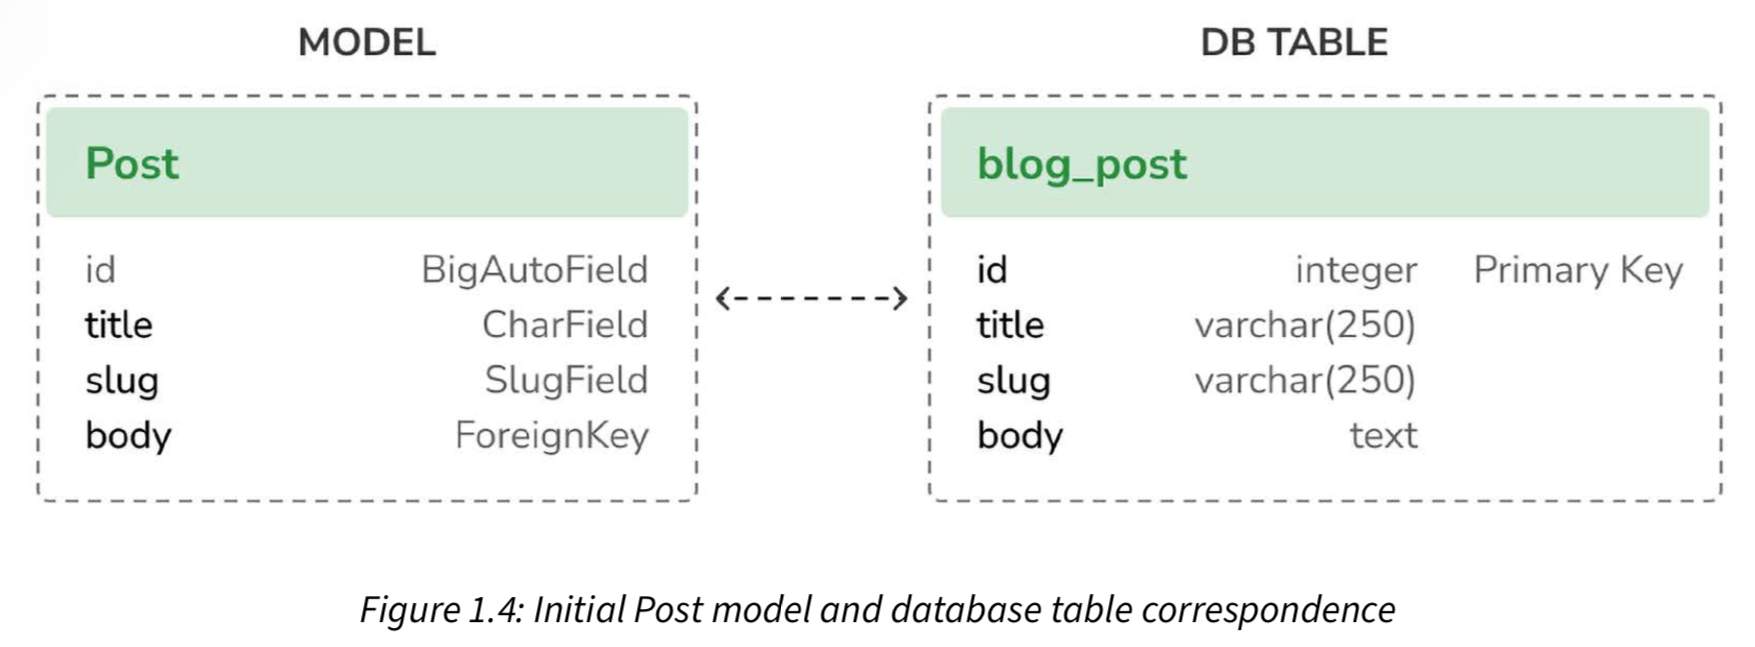 MODEL
DB TABLE
Post
id BigAutoField
title CharField
slug SlugField
body ForeignKey
blog_post
id integer Primary Key
title varchar(250)
slug varchar(250)
body text
Figure 1.4: Initial Post model and database table correspondence